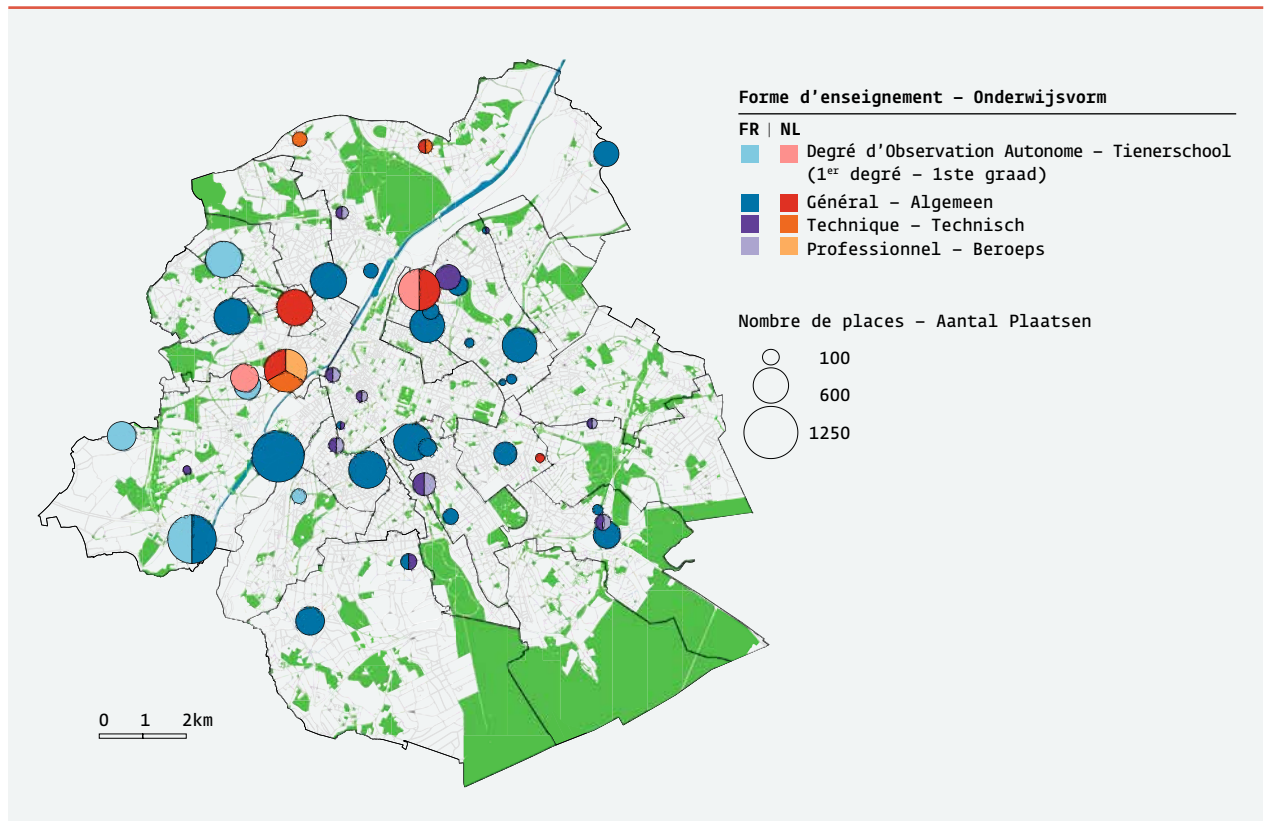 Forme d'enseignement – Onderwijsvorm
FR | NL
Degré d'Observation Autonome – Tienerschool
(1er degré – 1ste graad)
Général – Algemeen
Technique – Technisch
Professionnel – Beroeps
Nombre de places – Aantal Plaatsen
100
600
1250
0 1 2km